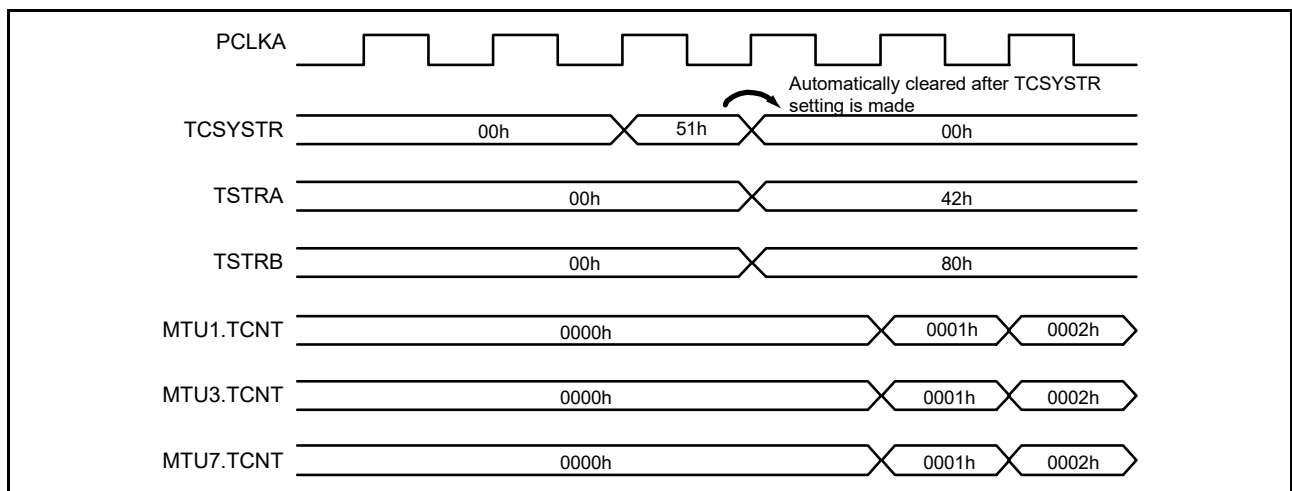 PCLKA
Automatically cleared after TCSYSTR
setting is made
TCSYSTR 00h 51h 00h
TSTRA 00h 42h
TSTRB 00h 80h
MTU1.TCNT 0000h 0001h 0002h
MTU3.TCNT 0000h 0001h 0002h
MTU7.TCNT 0000h 0001h 0002h